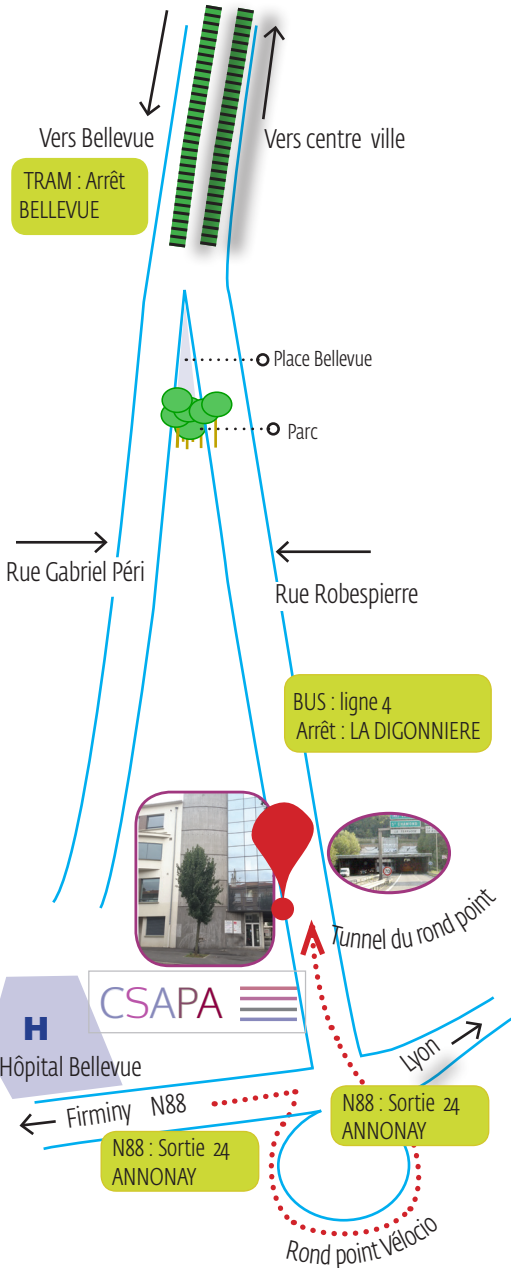 Vers Bellevue
Vers centre ville
TRAM : Arrêt
BELLEVUE
Place Bellevue
Parc
Rue Gabriel Péri
Rue Robespierre
BUS : ligne 4
Arrêt : LA DIGONNIERE
Tunnel du rond point
CSAPA
H
Hôpital Bellevue
Lyon
Firminy N88
N88 : Sortie 24
ANNONAY
N88 : Sortie 24
ANNONAY
Rond point Vélocio